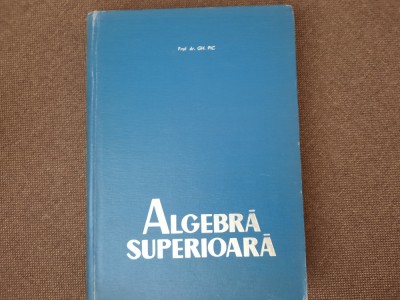 Prof. dr. GH. PIC
ALGEBRĂ
SUPERIOARĂ